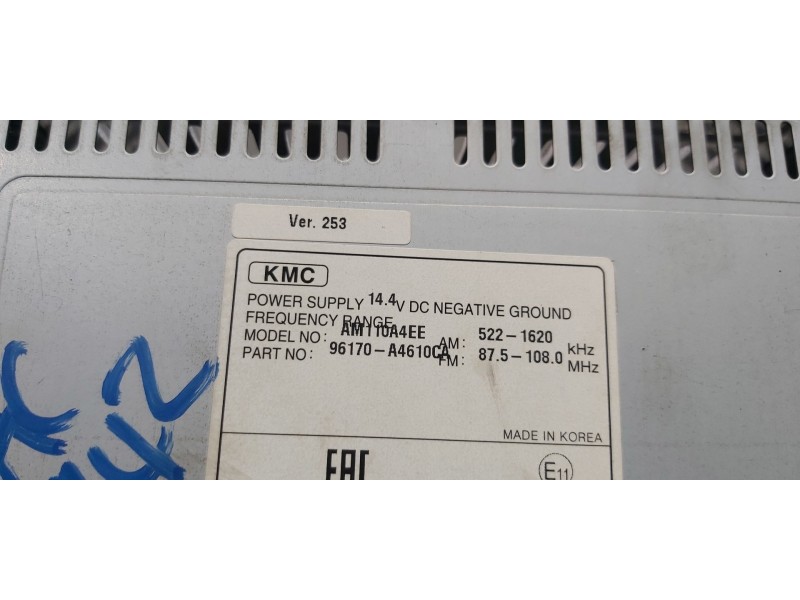 Ver. 253
KMC
POWER SUPPLY 14.4V DC NEGATIVE GROUND
FREQUENCY RANGE
MODEL NO: AM110A4EE AM: 522-1620 kHz
PART NO: 96170-A4610CA FM: 87.5-108.0 MHz
MADE IN KOREA
EAC
E11